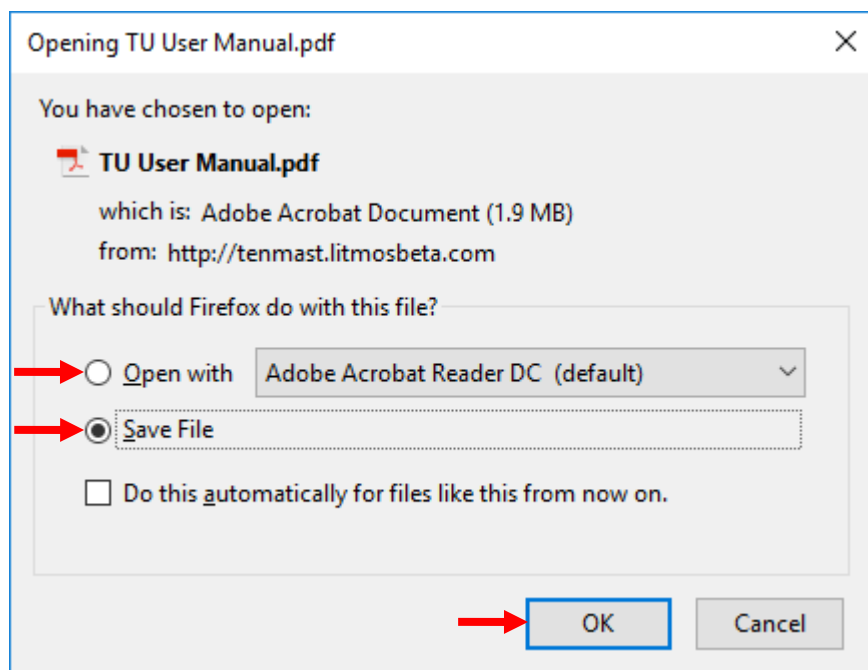 Opening TU User Manual.pdf
You have chosen to open:
TU User Manual.pdf
which is: Adobe Acrobat Document (1.9 MB)
from: http://tenmast.litmosbeta.com
What should Firefox do with this file?
Open with Adobe Acrobat Reader DC (default)
Save File
Do this automatically for files like this from now on.
OK Cancel